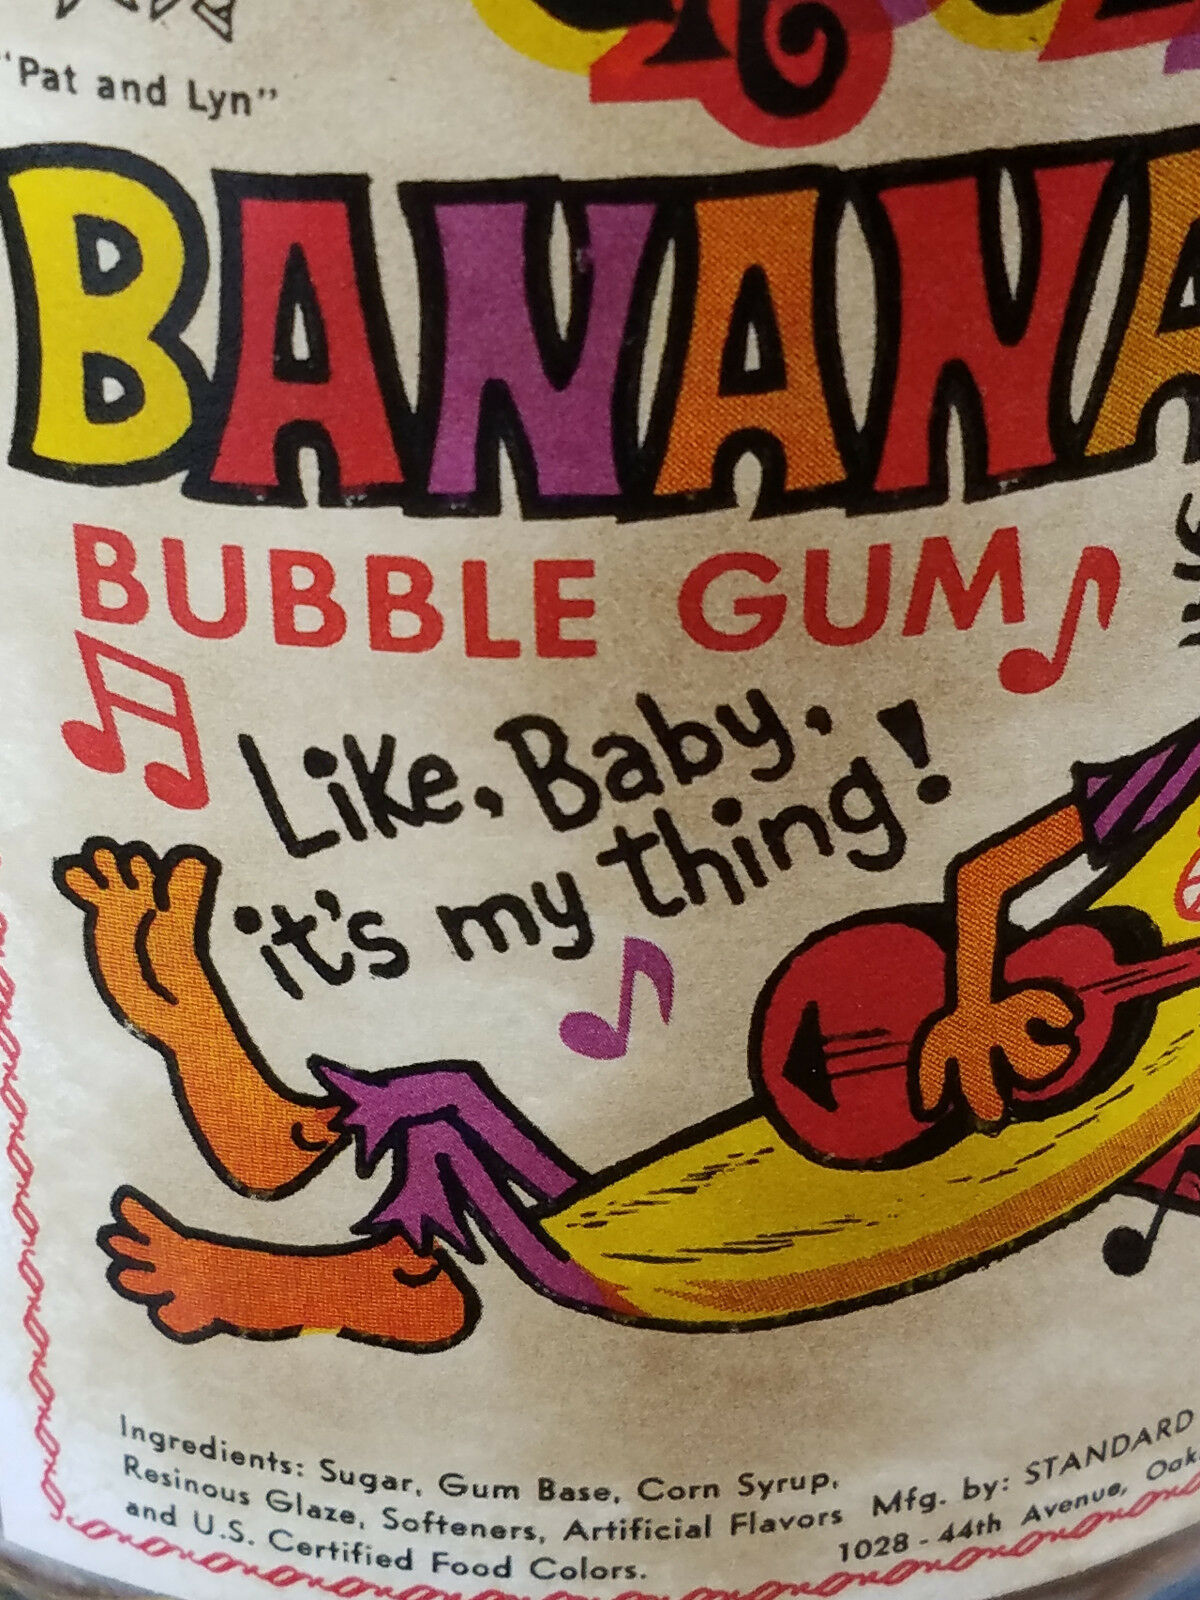 "Pat and Lyn"
BANANA
BUBBLE GUM
Like, Baby,
it's my thing!
Ingredients: Sugar, Gum Base, Corn Syrup,
Resinous Glaze, Softeners, Artificial Flavors
and U.S. Certified Food Colors.
Mfg. by: STANDARD
1028 - 44th Avenue, Oak